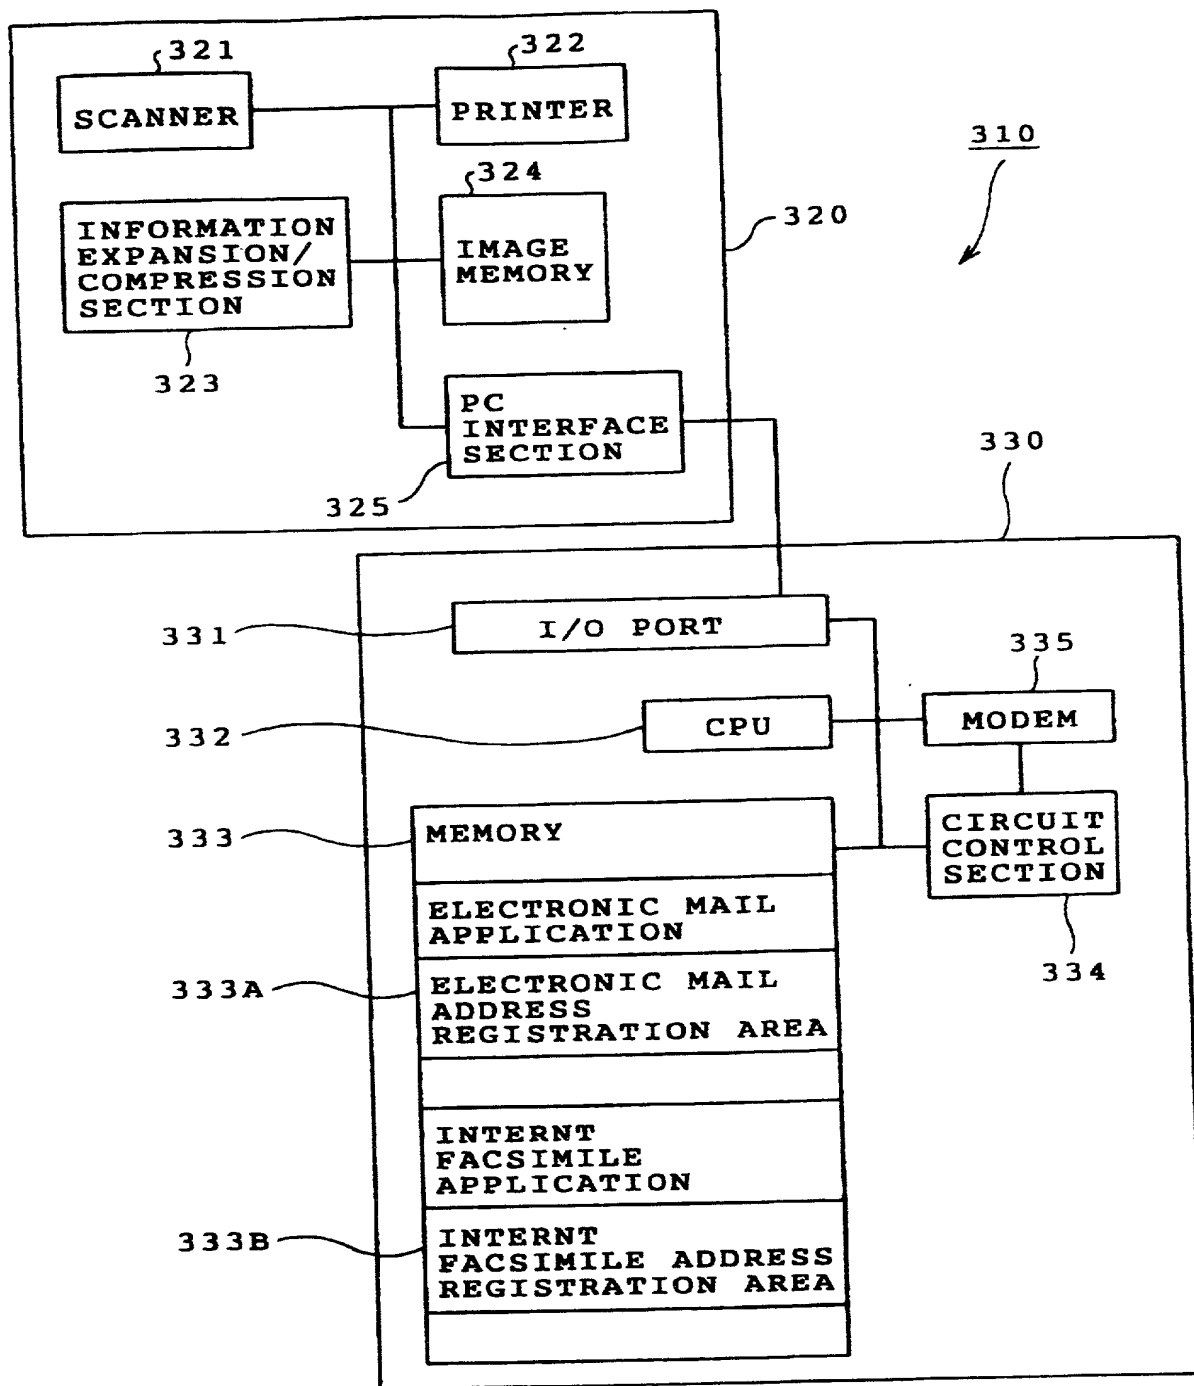 321
SCANNER
322
PRINTER
310
INFORMATION
EXPANSION/
COMPRESSION
SECTION
323
324
IMAGE
MEMORY
320
PC
INTERFACE
SECTION
325
330
331
I/O PORT
335
MODEM
332
CPU
333
MEMORY
CIRCUIT
CONTROL
SECTION
334
ELECTRONIC MAIL
APPLICATION
333A
ELECTRONIC MAIL
ADDRESS
REGISTRATION AREA
INTERNT
FACSIMILE
APPLICATION
333B
INTERNT
FACSIMILE ADDRESS
REGISTRATION AREA